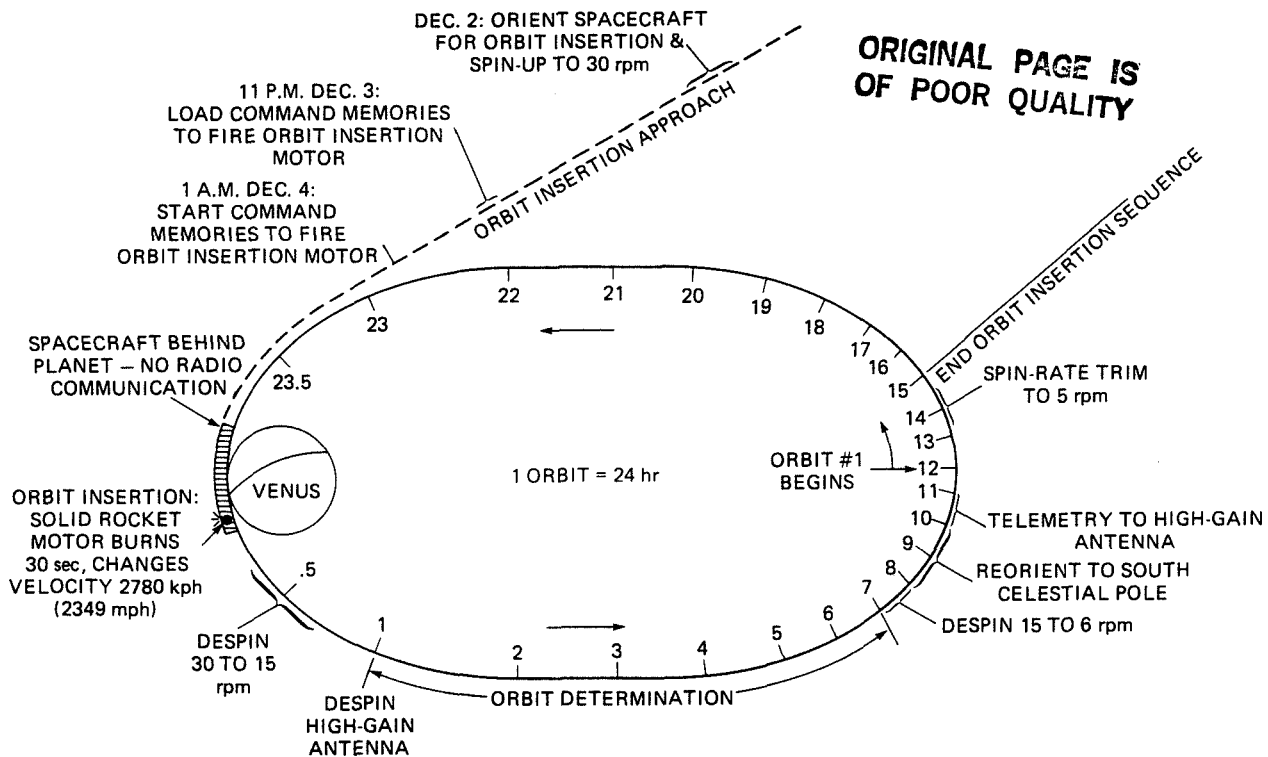 DEC. 2: ORIENT SPACECRAFT
FOR ORBIT INSERTION &
SPIN-UP TO 30 rpm
ORIGINAL PAGE IS
OF POOR QUALITY
11 P.M. DEC. 3:
LOAD COMMAND MEMORIES
TO FIRE ORBIT INSERTION
MOTOR
1 A.M. DEC. 4:
START COMMAND
MEMORIES TO FIRE
ORBIT INSERTION MOTOR
ORBIT INSERTION APPROACH
END ORBIT INSERTION SEQUENCE
SPACECRAFT BEHIND
PLANET – NO RADIO
COMMUNICATION
23.5
23
22
21
20
19
18
17
16
15
14
13
12
11
10
9
8
7
6
5
4
3
2
1
.5
SPIN-RATE TRIM
TO 5 rpm
VENUS
1 ORBIT = 24 hr
ORBIT #1
BEGINS
ORBIT INSERTION:
SOLID ROCKET
MOTOR BURNS
30 sec, CHANGES
VELOCITY 2780 kph
(2349 mph)
TELEMETRY TO HIGH-GAIN
ANTENNA
REORIENT TO SOUTH
CELESTIAL POLE
DESPIN 15 TO 6 rpm
DESPIN
30 TO 15
rpm
DESPIN
HIGH-GAIN
ANTENNA
ORBIT DETERMINATION